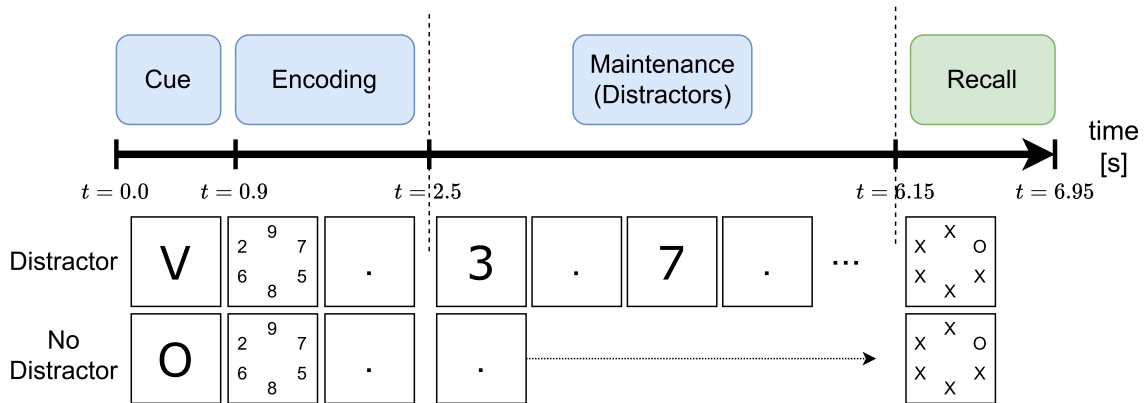 Cue
Encoding
Maintenance
(Distractors)
Recall
time
[s]
t = 0.0
t = 0.9
t = 2.5
t = 6.15
t = 6.95
Distractor
V
9
2 7
6 5
8
.
3
.
7
.
...
X
X O
X X
X
No
Distractor
O
9
2 7
6 5
8
.
.
X
X O
X X
X